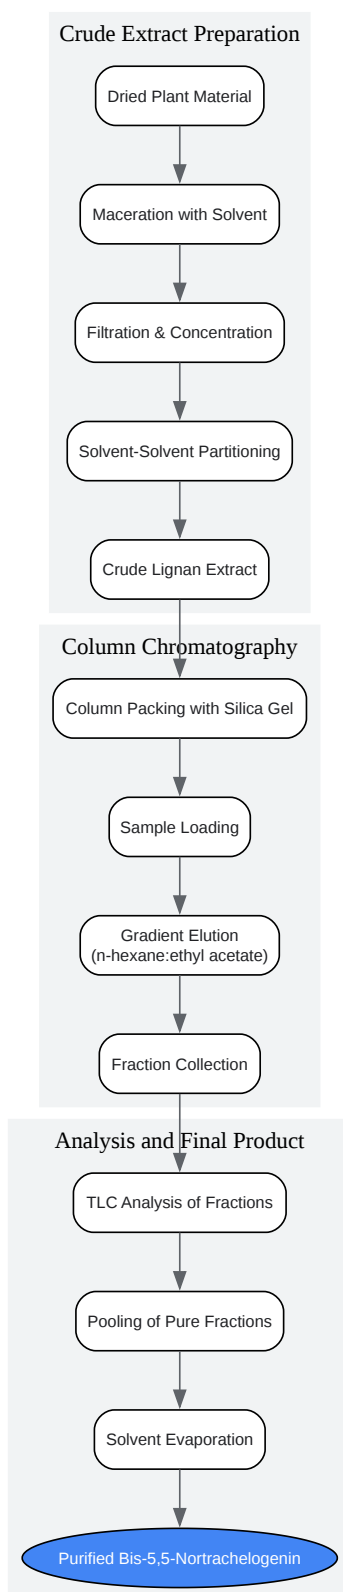 Crude Extract Preparation
Dried Plant Material
Maceration with Solvent
Filtration & Concentration
Solvent-Solvent Partitioning
Crude Lignan Extract
Column Chromatography
Column Packing with Silica Gel
Sample Loading
Gradient Elution
(n-hexane:ethyl acetate)
Fraction Collection
Analysis and Final Product
TLC Analysis of Fractions
Pooling of Pure Fractions
Solvent Evaporation
Purified Bis-5,5-Nortrachelogenin